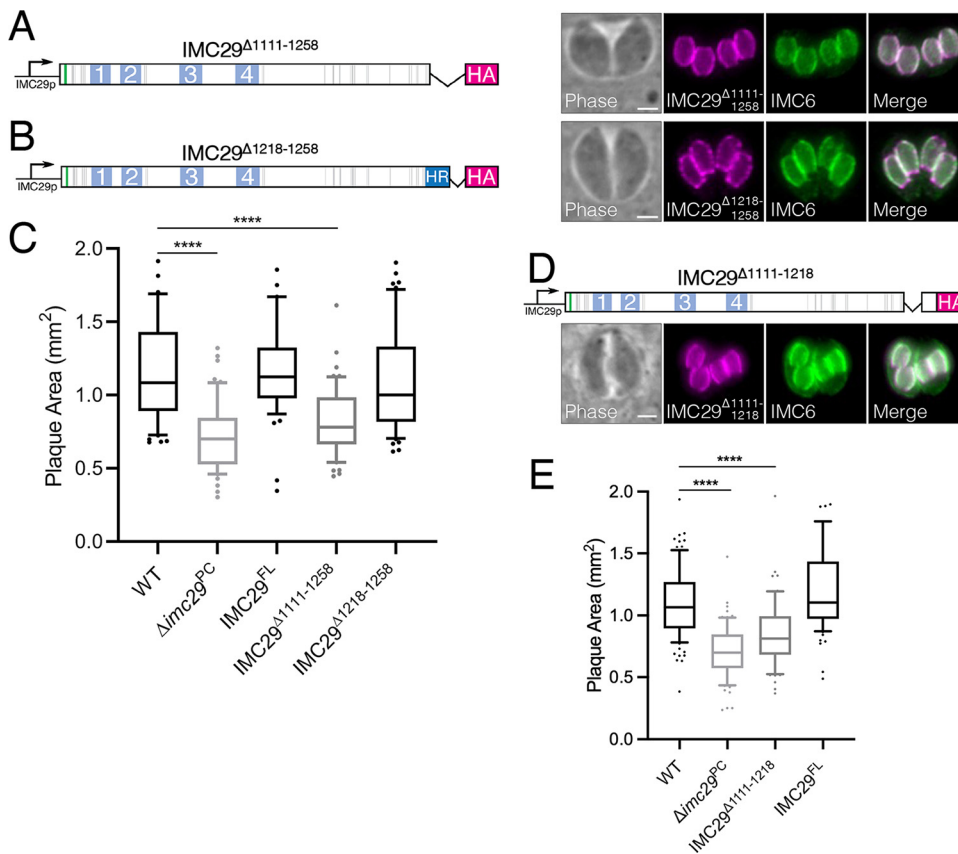 A
IMC29Δ1111-1258
IMC29p
1 2 3 4 HA
B
IMC29Δ1218-1258
IMC29p
1 2 3 4 HR HA
Phase IMC29Δ1111-1258 IMC6 Merge
Phase IMC29Δ1218-1258 IMC6 Merge
C
****
****
2.0
1.5
1.0
0.5
0.0
Plaque Area (mm2)
WT
Δimc29PC
IMC29FL
IMC29Δ1111-1258
IMC29Δ1218-1258
D
IMC29Δ1111-1218
IMC29p
1 2 3 4 HA
Phase IMC29Δ1111-1218 IMC6 Merge
E
****
****
2.0
1.5
1.0
0.5
0.0
Plaque Area (mm2)
WT
Δimc29PC
IMC29Δ1111-1218
IMC29FL